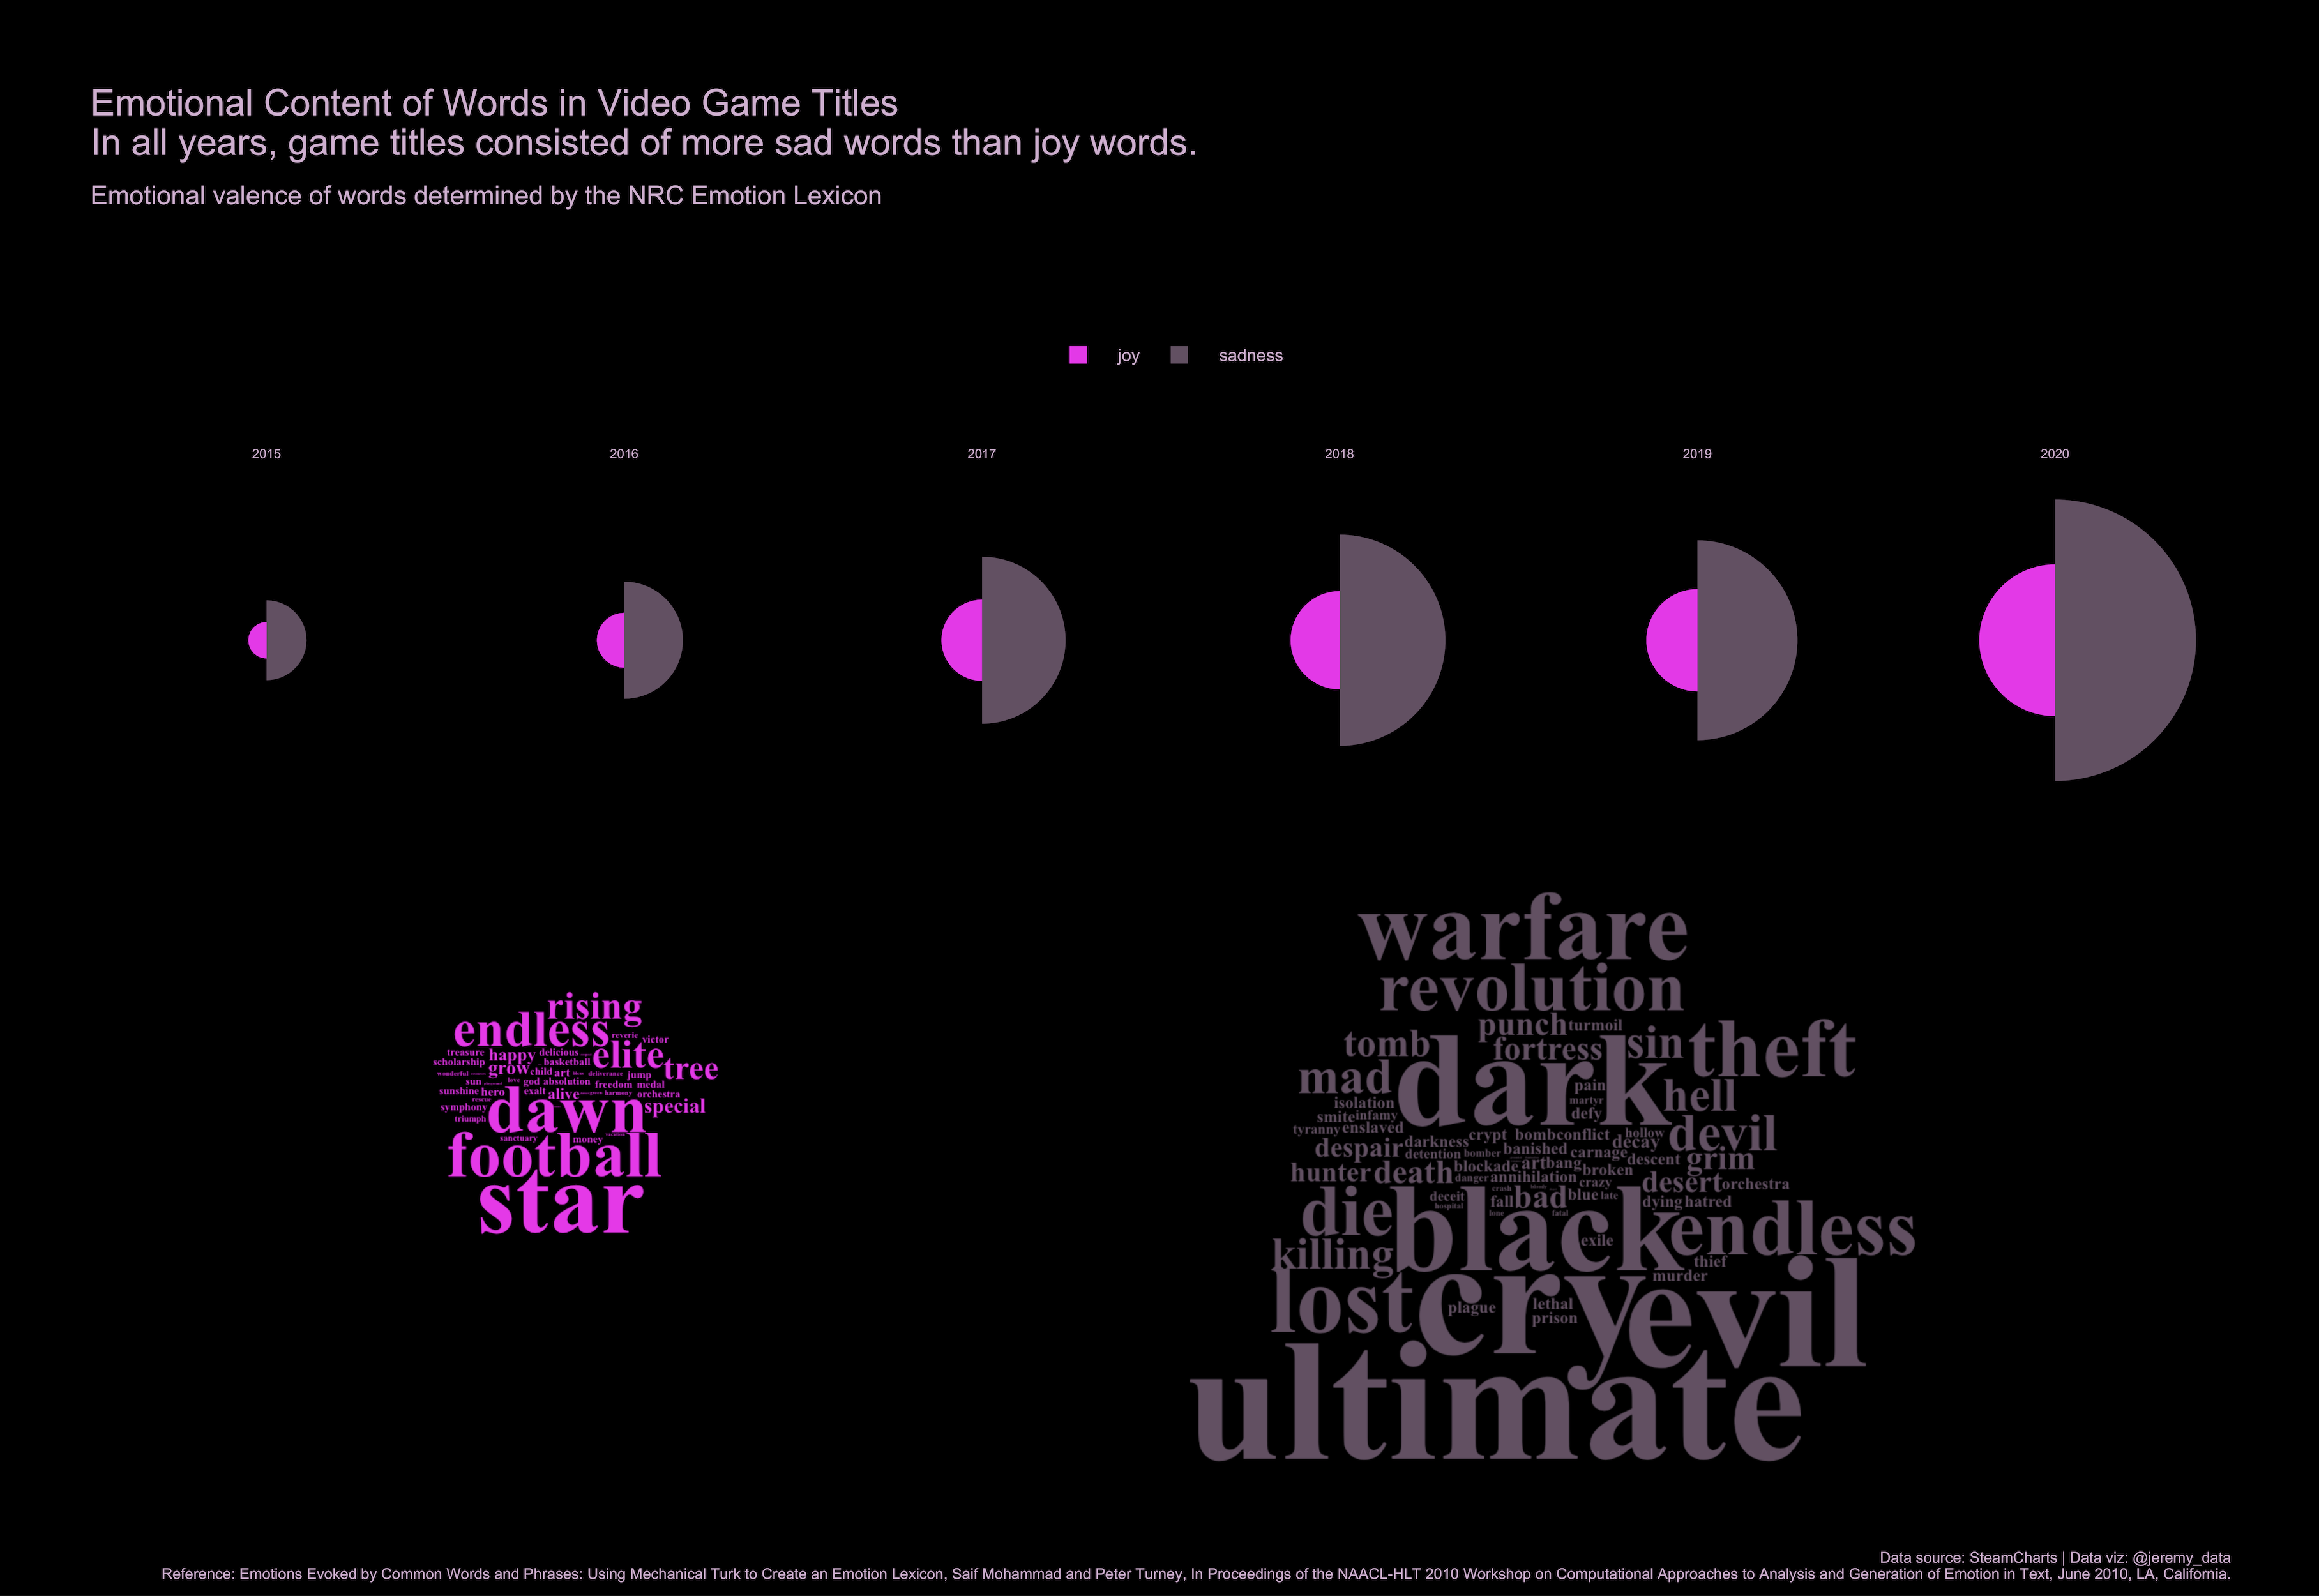 Emotional Content of Words in Video Game Titles
In all years, game titles consisted of more sad words than joy words.
Emotional valence of words determined by the NRC Emotion Lexicon
joy sadness
2015 2016 2017 2018 2019 2020
rising
endless
reverie victor
treasure happy delicious elite
scholarship basketball tree
wonderful grow child art deliverance jump
sun love god absolution freedom medal
sunshine hero exalt alive harmony orchestra
rescue
symphony dawn special
triumph
sanctuary money
football
star
warfare
revolution
punch turmoil
tomb dark fortress sin theft
mad pain hell
isolation martyr
smite infamy defy
tyranny enslaved
despair darkness crypt bomb conflict hollow decay devil
detention bomber banished carnage descent grim
hunter death blockade art bang broken
danger annihilation crazy desert orchestra
crash bloody
die deceit fall bad blue late dying hatred
hospital lone fatal
black endless
killing exile thief
murder
lost cry evil
plague lethal
prison
ultimate
Data source: SteamCharts | Data viz: @jeremy_data
Reference: Emotions Evoked by Common Words and Phrases: Using Mechanical Turk to Create an Emotion Lexicon, Saif Mohammad and Peter Turney, In Proceedings of the NAACL-HLT 2010 Workshop on Computational Approaches to Analysis and Generation of Emotion in Text, June 2010, LA, California.